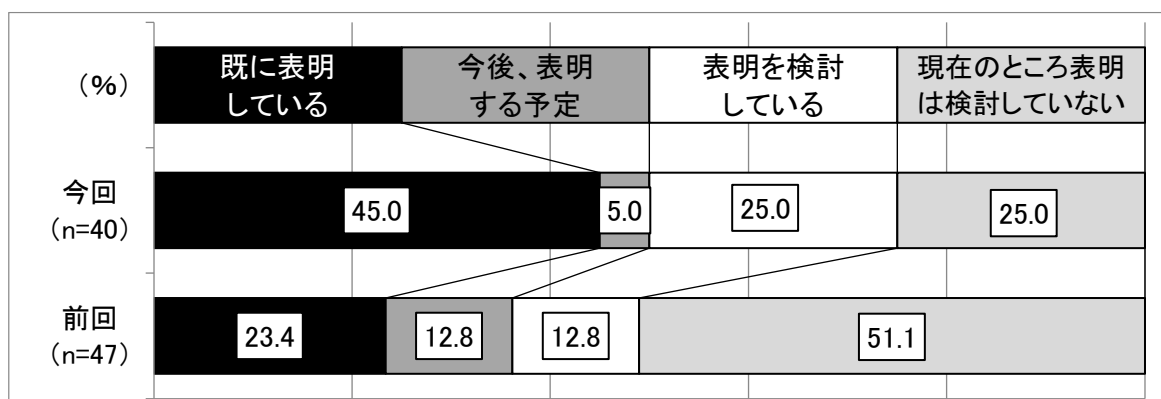 (%)
既に表明
している
今後、表明
する予定
表明を検討
している
現在のところ表明
は検討していない
今回
(n=40)
45.0
5.0
25.0
25.0
前回
(n=47)
23.4
12.8
12.8
51.1